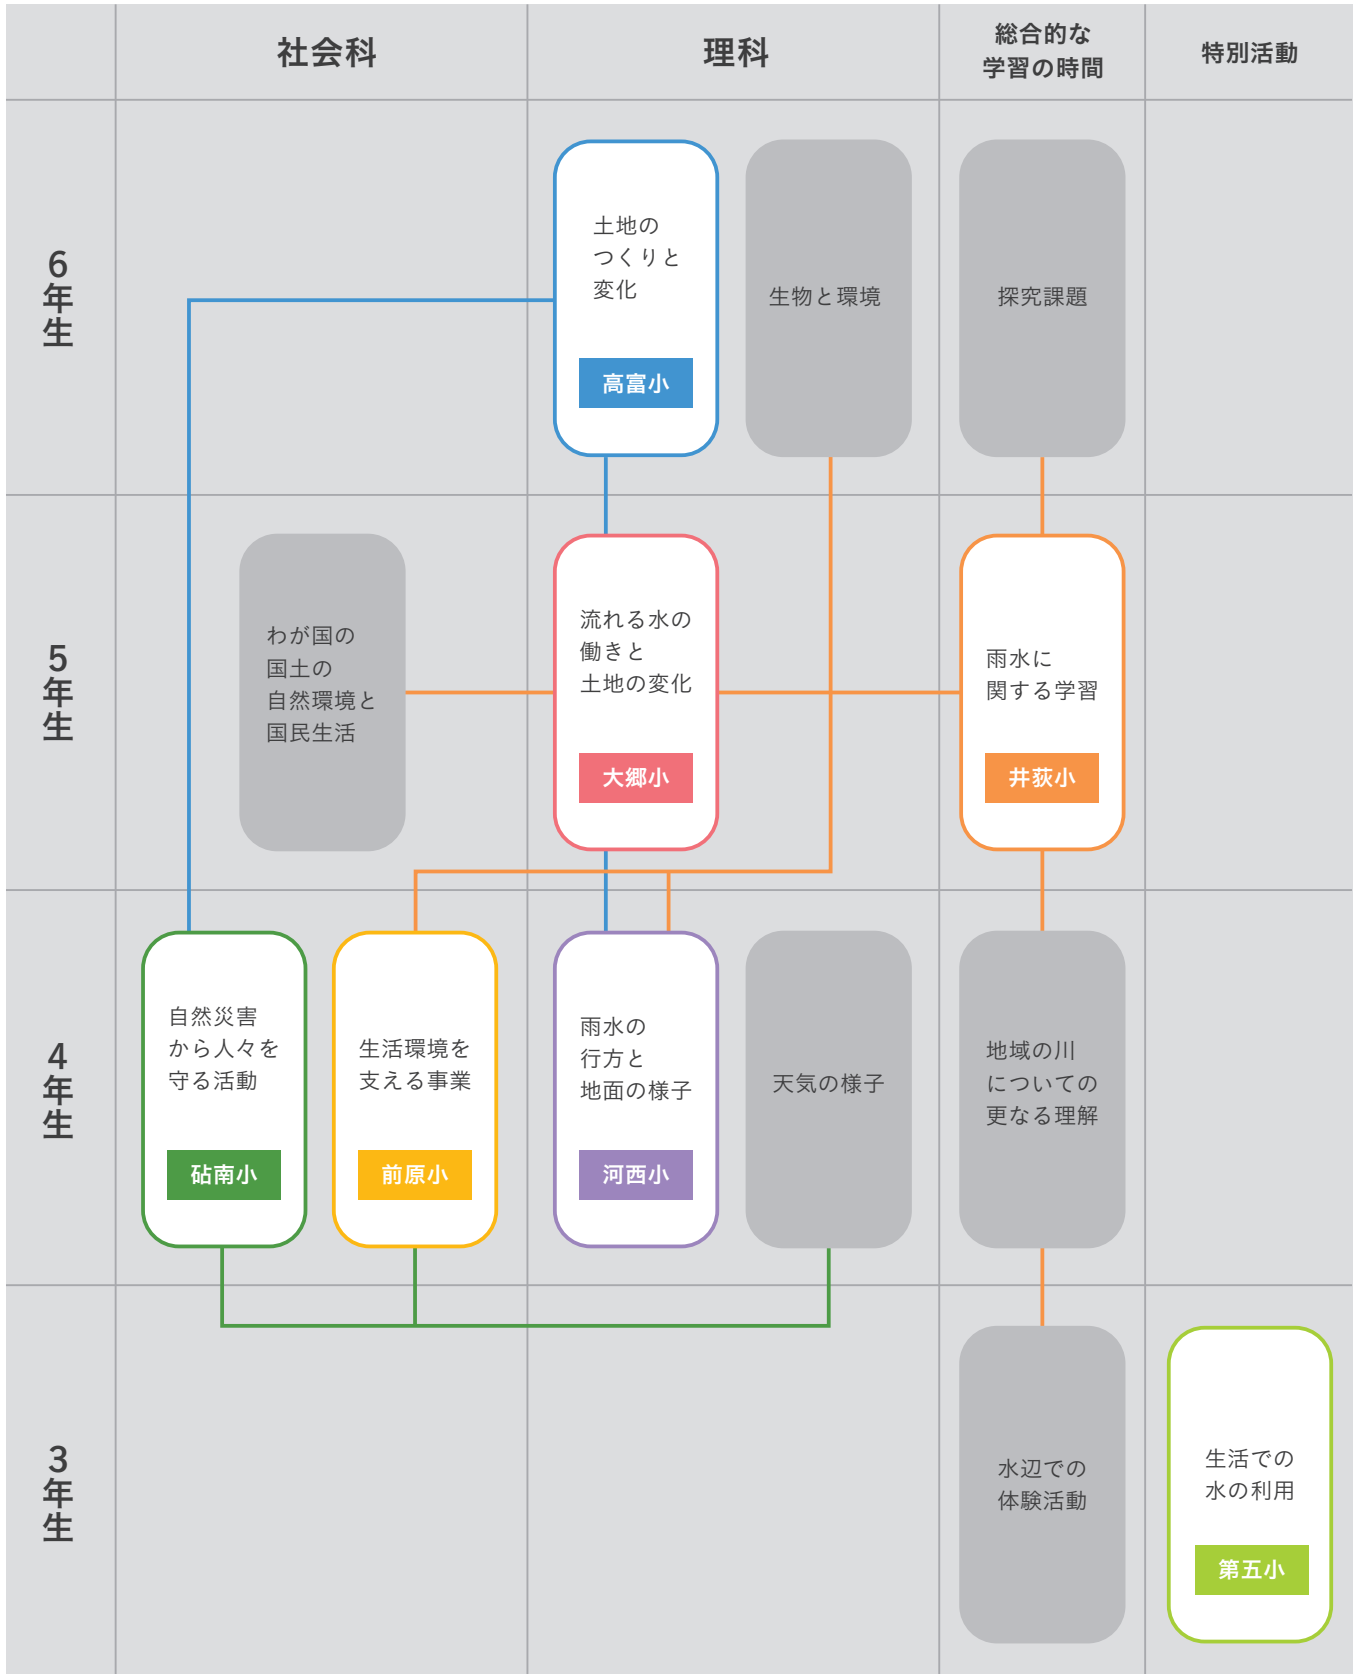 社会科
理科
総合的な
学習の時間
特別活動
6年生
土地の
つくりと
変化
高富小
生物と環境
探究課題
5年生
わが国の
国土の
自然環境と
国民生活
流れる水の
働きと
土地の変化
大郷小
雨水に
関する学習
井荻小
4年生
自然災害
から人々を
守る活動
砧南小
生活環境を
支える事業
前原小
雨水の
行方と
地面の様子
河西小
天気の様子
地域の川
についての
更なる理解
3年生
水辺での
体験活動
生活での
水の利用
第五小